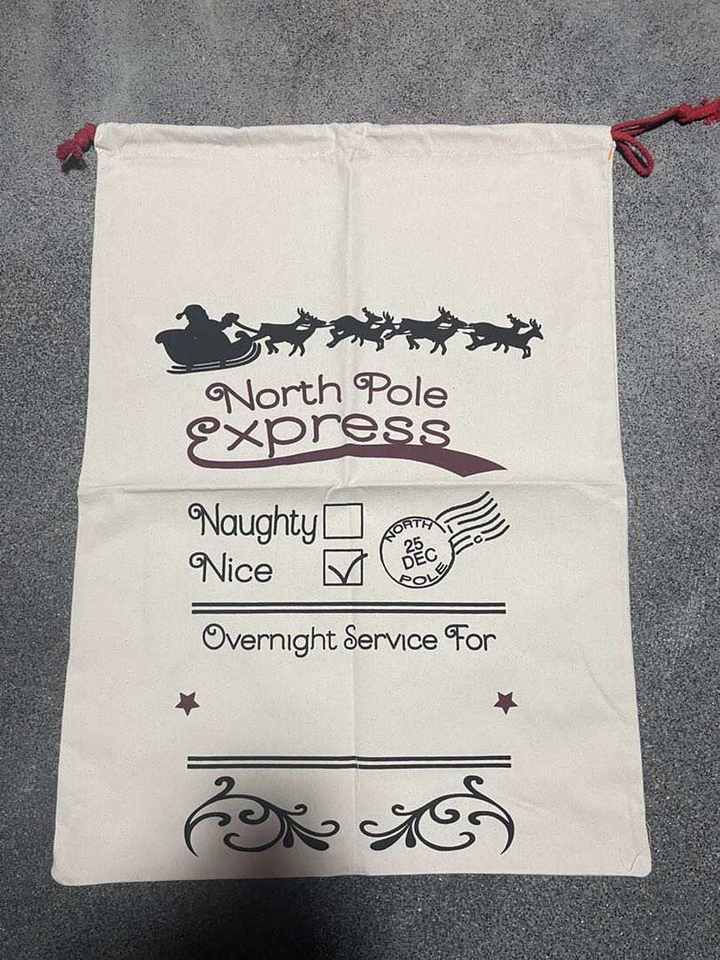 North Pole
Express
Naughty
Nice
NORTH
25
DEC
POLE
Overnight Service For